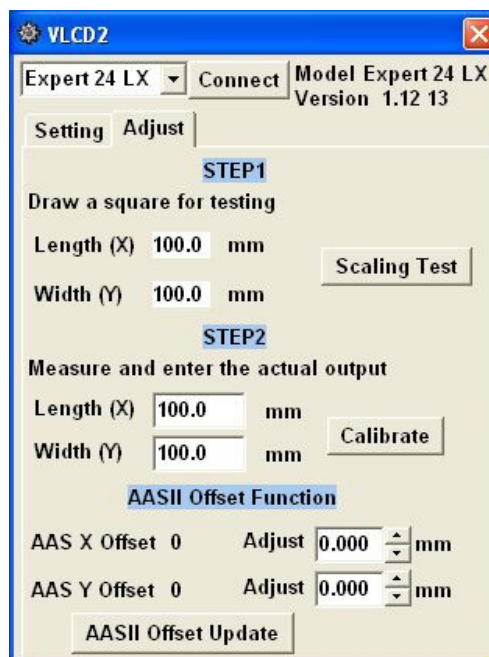 VLCD2
Expert 24 LX Connect Model Expert 24 LX
Version 1.12 13
Setting Adjust
STEP1
Draw a square for testing
Length (X) 100.0 mm
Scaling Test
Width (Y) 100.0 mm
STEP2
Measure and enter the actual output
Length (X) 100.0 mm
Calibrate
Width (Y) 100.0 mm
AASII Offset Function
AAS X Offset 0 Adjust 0.000 mm
AAS Y Offset 0 Adjust 0.000 mm
AASII Offset Update